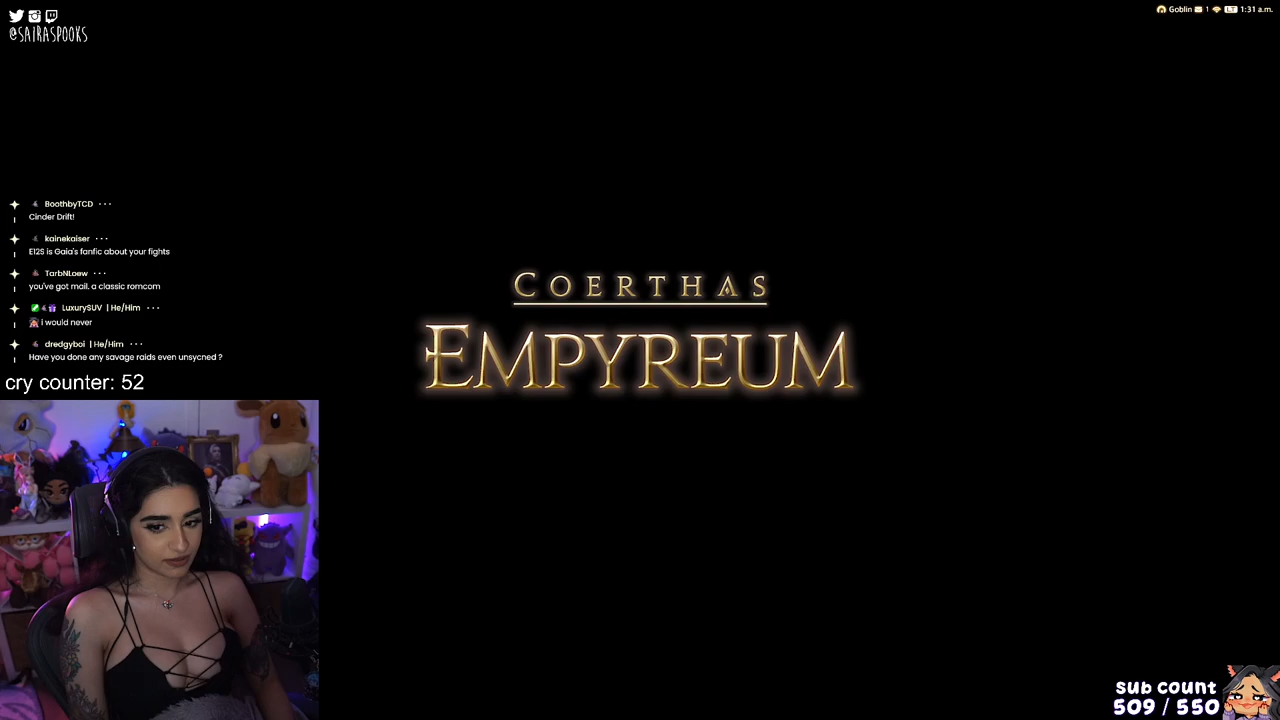 @SAIRASPOOKS
Goblin 1 LT 1:31 a.m.
BoothbyTCD
Cinder Drift!
kainekaiser
E12S is Gaia's fanfic about your fights
TarbNLoew
you've got mail. a classic romcom
LuxurySUV | He/Him
i would never
dredgyboi | He/Him
Have you done any savage raids even unsycned ?
cry counter: 52
COERTHAS
EMPYREUM
sub count
509 / 550